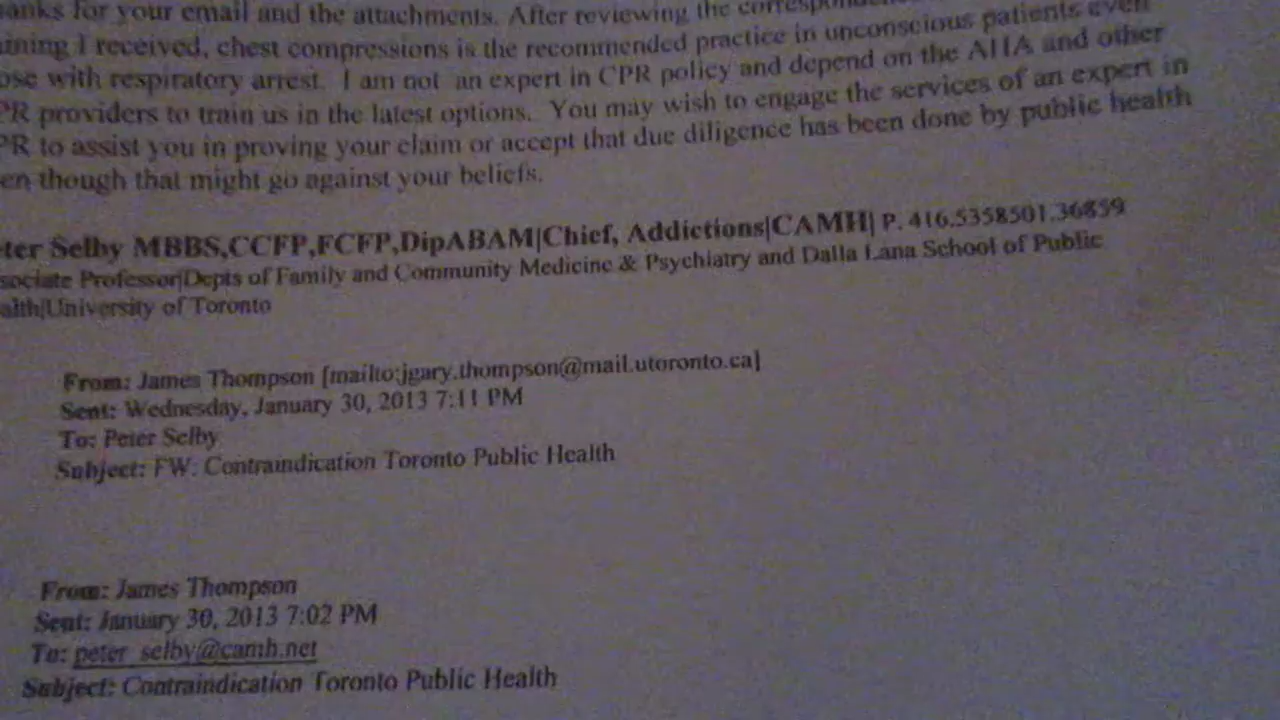 anks for your email and the attachments. After reviewing the correspond
ining I received, chest compressions is the recommended practice in unconscious patients even
ose with respiratory arrest. I am not an expert in CPR policy and depend on the AHA and other
PR providers to train us in the latest options. You may wish to engage the services of an expert in
PR to assist you in proving your claim or accept that due diligence has been done by public health
en though that might go against your beliefs.
ter Selby MBBS,CCFP,FCFP,DipABAM|Chief, Addictions|CAMH| P. 416.5358501.36859
sociate Professor|Depts of Family and Community Medicine & Psychiatry and Dalla Lana School of Public
alth|University of Toronto
From: James Thompson [mailto:jgary.thompson@mail.utoronto.ca]
Sent: Wednesday, January 30, 2013 7:11 PM
To: Peter Selby
Subject: FW: Contraindication Toronto Public Health
From: James Thompson
Sent: January 30, 2013 7:02 PM
To: peter_selby@camh.net
Subject: Contraindication Toronto Public Health